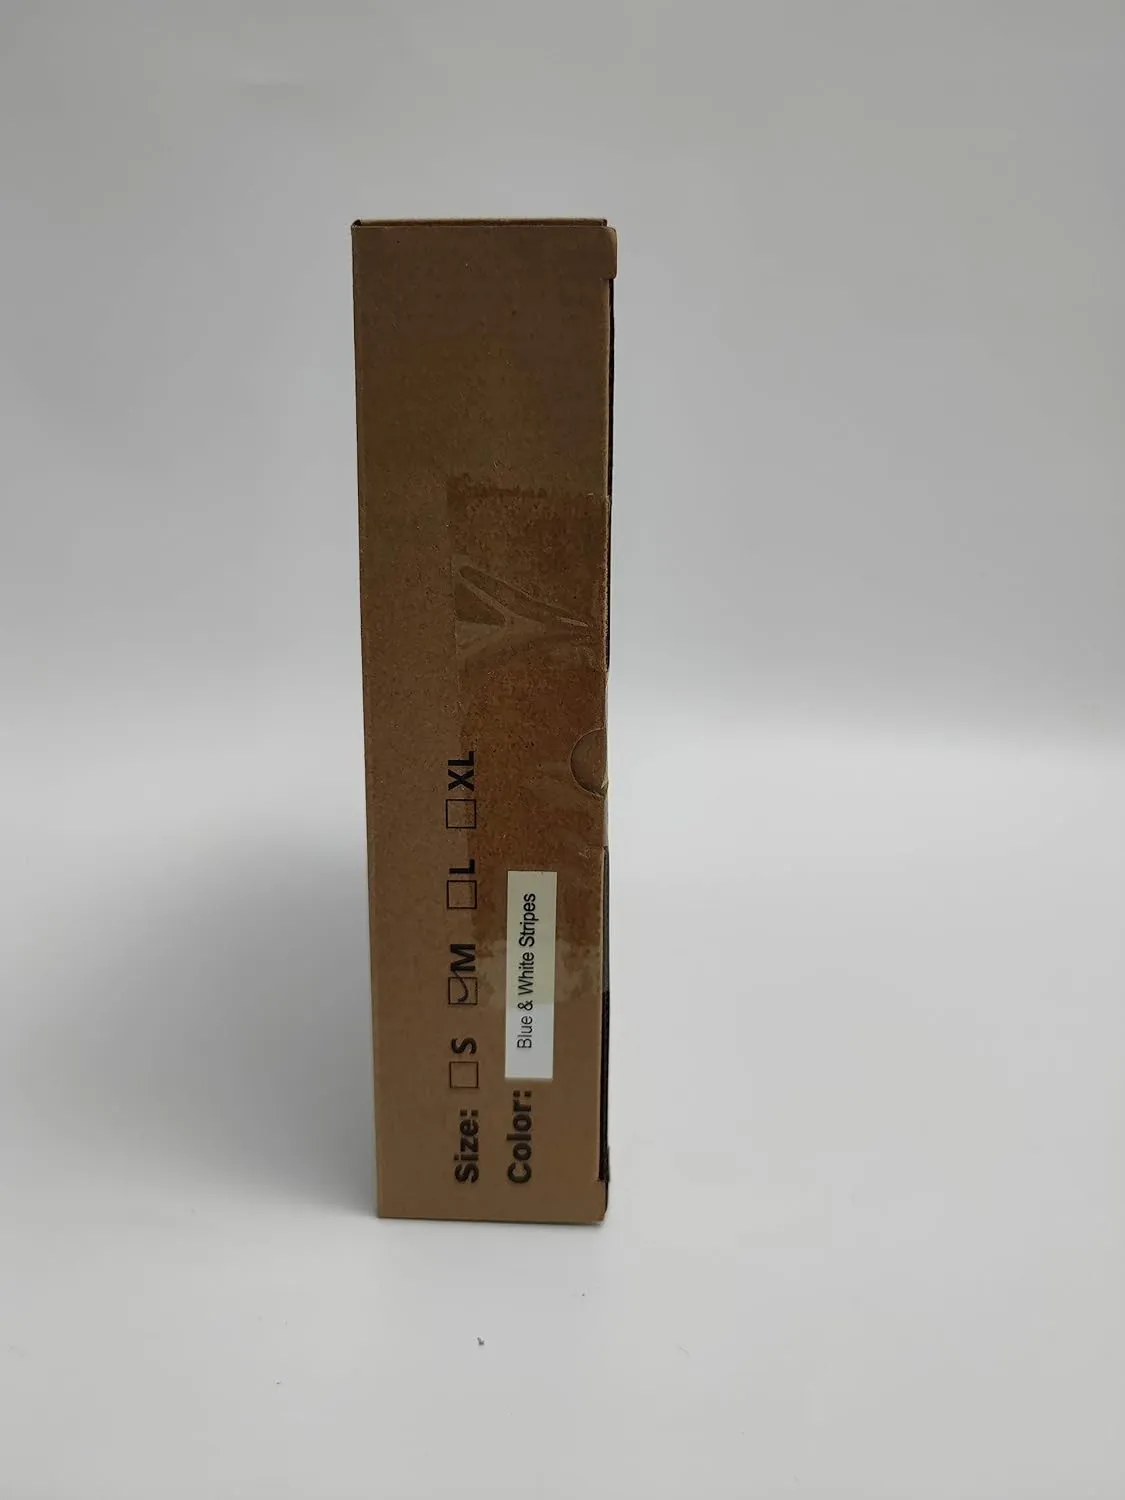 Size: ☐ S ☑ M ☐ L ☐ XL
Color: Blue & White Stripes